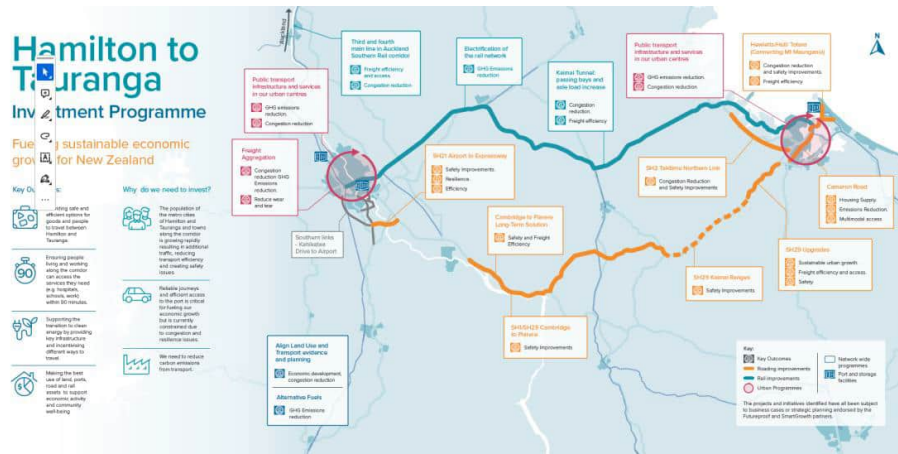 Hamilton to
Tauranga
Investment Programme
sustainable economic
for New Zealand
Key
efficient options for
goods and people
to travel between
Hamilton and
Tauranga.
90
Ensuring people
living and working
along the corridor
can access the
services they need
(e.g. hospitals,
schools, work)
within 90 minutes.
Supporting the
transition to clean
energy by providing
key infrastructure
and incentivising
different ways to
travel.
Making the best
use of land, ports,
road and rail
assets to support
economic activity
and community
well-being
Why do we need to invest?
The population of
the metro cities
of Hamilton and
Tauranga and towns
along the corridor
is growing rapidly
resulting in additional
traffic, reducing
transport efficiency
and creating safety
issues.
Reliable journeys
and efficient access
to the port is critical
for fueling our
economic growth
but is currently
constrained due
to congestion and
resilience issues.
We need to reduce
carbon emissions
from transport.
Auckland
Third and fourth
main line in Auckland
Southern Rail corridor
Freight efficiency
and access
Congestion reduction
Public transport
infrastructure and services
in our urban centres
GHG emissions
reduction
Congestion reduction
Freight
Aggregation
Congestion
reduction GHG
Emissions
reduction.
Reduce wear
and tear
Southern links
- Kahikatea
Drive to Airport
Align Land Use and
Transport evidence
and planning
Economic development,
congestion reduction
Alternative Fuels
GHG Emissions
reduction
Electrification of
the rail network
GHG Emissions
Reduction
SH21 Airport to Expressway
Safety Improvements
Resilience
Efficiency
Cambridge to Piarere
Long-Term Solution
Safety and Freight
Efficiency
SH1/SH29 Cambridge
to Piarere
Safety Improvements
Kaimai Tunnel:
passing bays and
axle load increase
Congestion
reduction
Freight efficiency
Public transport
infrastructure and services
in our urban centres
GHG emissions reduction
Congestion reduction
Hewletts/Hull/ Totara
(Connecting Mt Maunganui)
Congestion reduction
and safety improvements
Freight efficiency
N
SH2 Takitimu Northern Link
Congestion Reduction
and Safety Improvements
Cameron Road
Housing Supply
Emissions Reduction
Multimodal access
SH29 Upgrades
Sustainable urban growth
Freight efficiency and access
Safety
SH29 Kaimai Ranges
Safety Improvements
Key:
Key Outcomes
Roading improvements
Rail improvements
Urban Programmes
Network wide
programmes
Port and storage
facilities
The projects and initiatives identified have all been subject
to business cases or strategic planning endorsed by the
Futureproof and SmartGrowth partners.